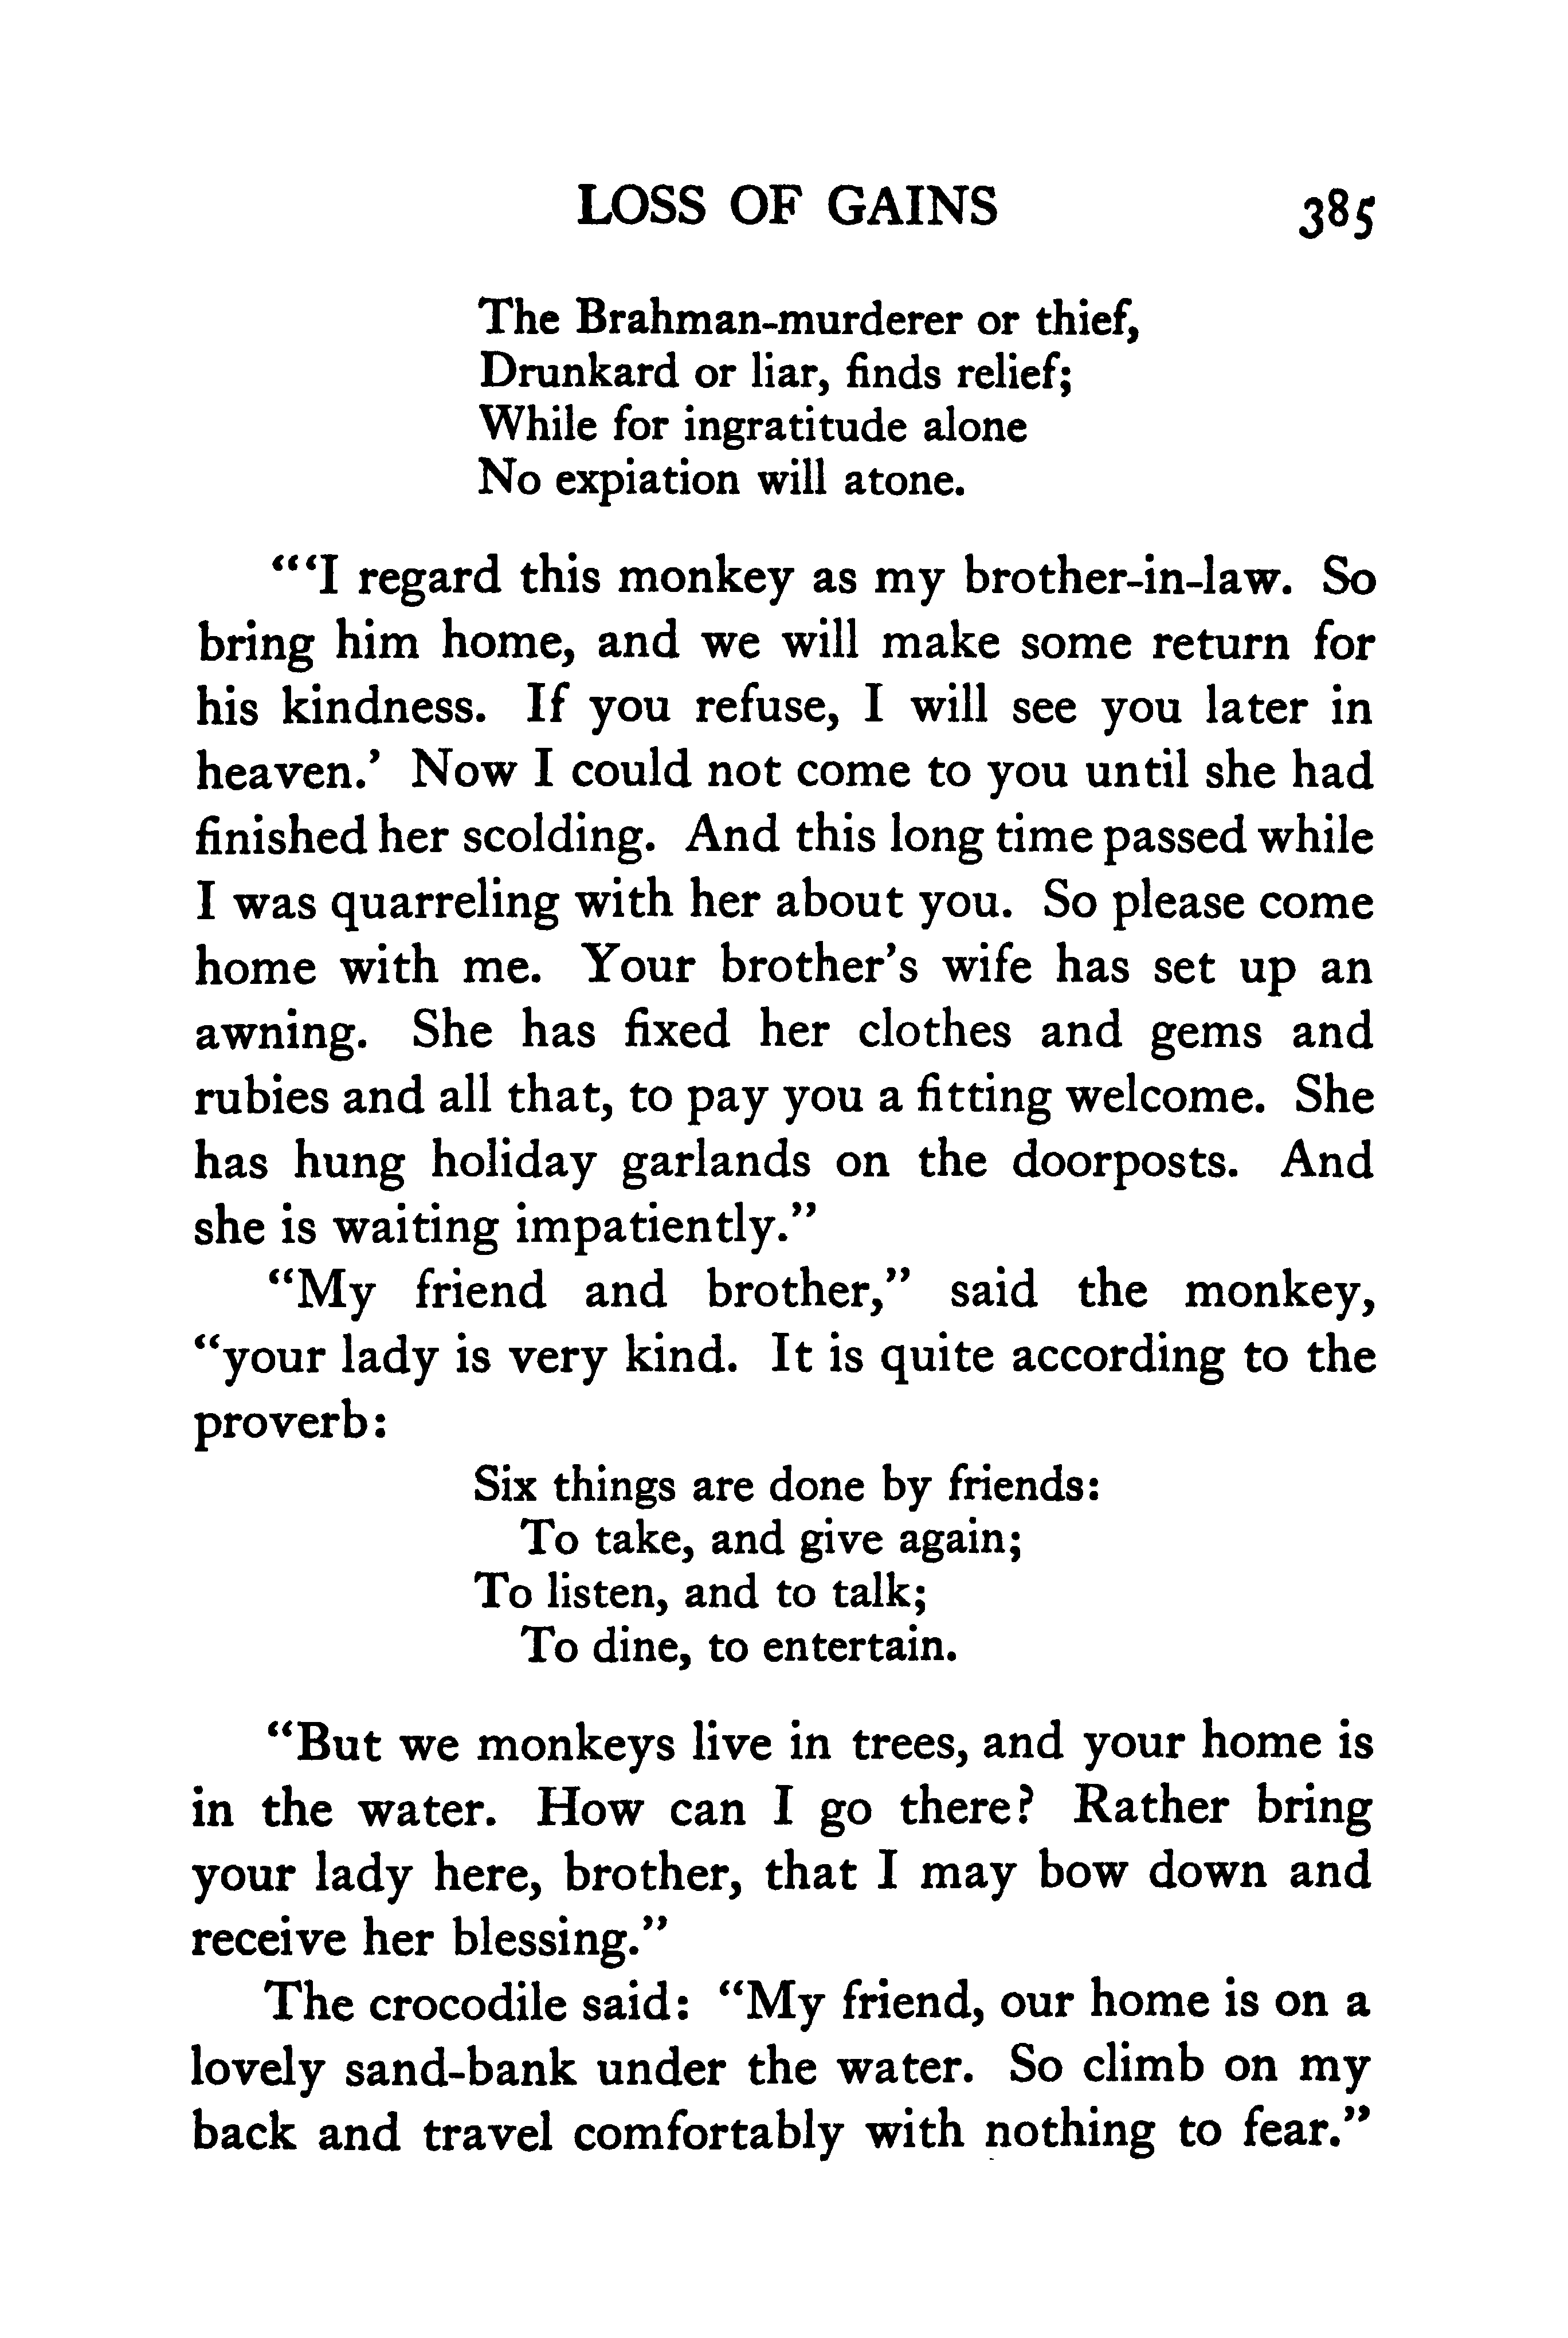 LOSS OF GAINS 385
The Brahman-murderer or thief,
Drunkard or liar, finds relief;
While for ingratitude alone
No expiation will atone.
“‘I regard this monkey as my brother-in-law. So
bring him home, and we will make some return for
his kindness. If you refuse, I will see you later in
heaven.’ Now I could not come to you until she had
finished her scolding. And this long time passed while
I was quarreling with her about you. So please come
home with me. Your brother’s wife has set up an
awning. She has fixed her clothes and gems and
rubies and all that, to pay you a fitting welcome. She
has hung holiday garlands on the doorposts. And
she is waiting impatiently.”
“My friend and brother,” said the monkey,
“your lady is very kind. It is quite according to the
proverb:
Six things are done by friends:
To take, and give again;
To listen, and to talk;
To dine, to entertain.
“But we monkeys live in trees, and your home is
in the water. How can I go there? Rather bring
your lady here, brother, that I may bow down and
receive her blessing.”
The crocodile said: “My friend, our home is on a
lovely sand-bank under the water. So climb on my
back and travel comfortably with nothing to fear.”